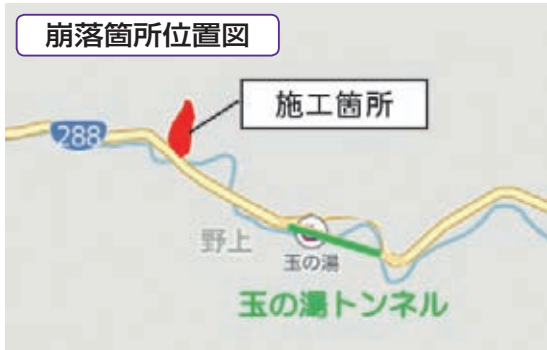 崩落箇所位置図
施工箇所
288
野上
玉の湯
玉の湯トンネル